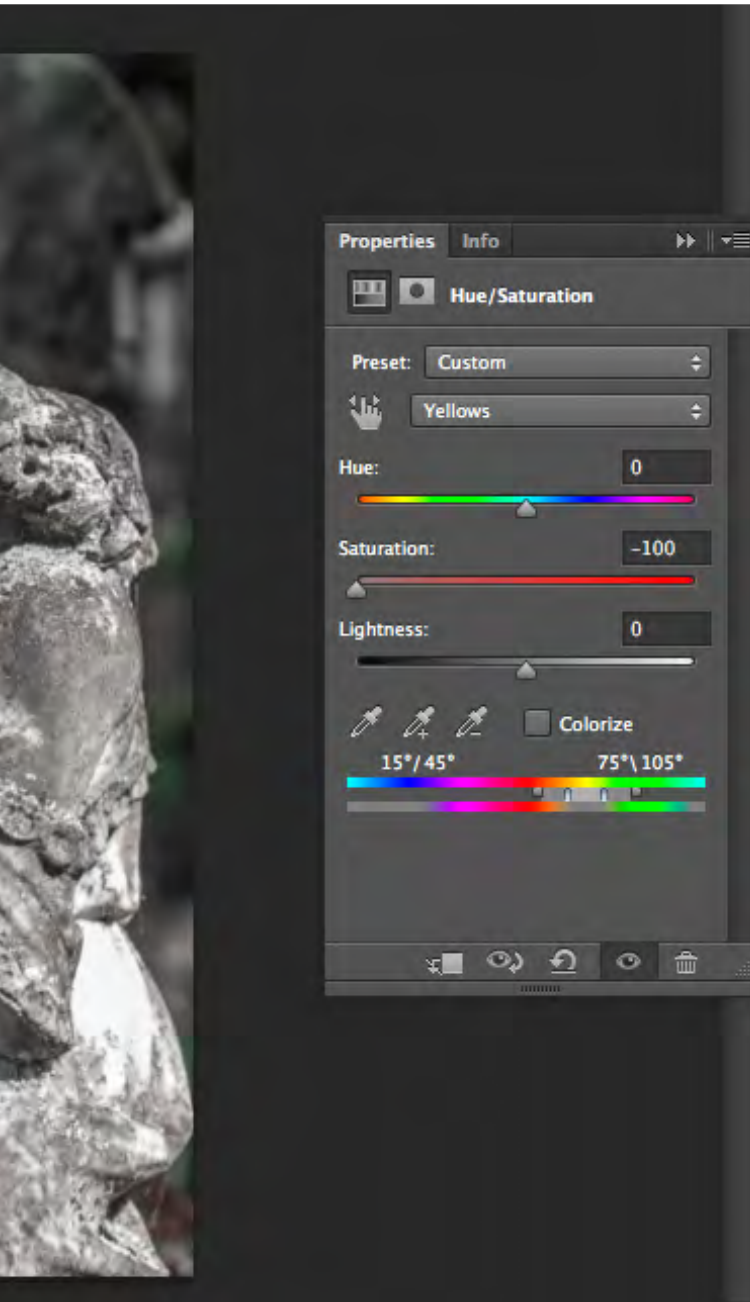 Properties Info
Hue/Saturation
Preset: Custom
Yellows
Hue: 0
Saturation: -100
Lightness: 0
Colorize
15°/45° 75°\105°